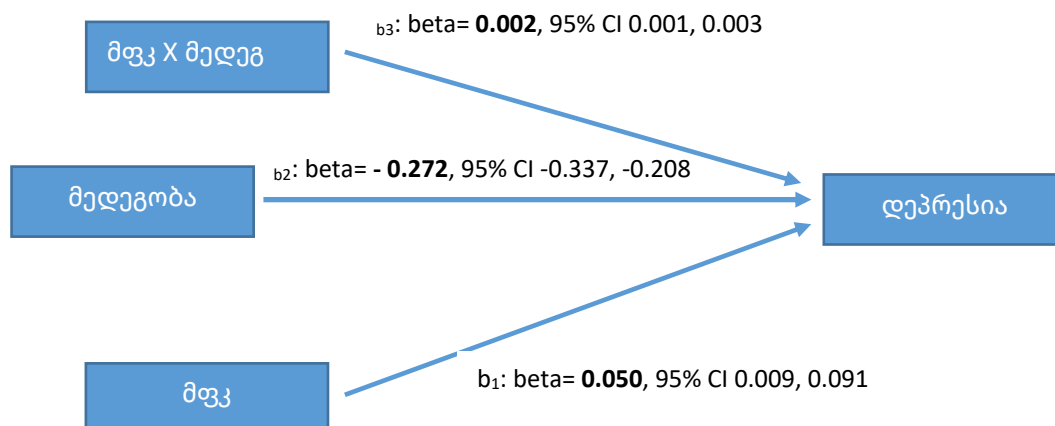 b3: beta= 0.002, 95% CI 0.001, 0.003
მფკ X მედეგ
b2: beta= - 0.272, 95% CI -0.337, -0.208
მედეგობა
დეპრესია
b1: beta= 0.050, 95% CI 0.009, 0.091
მფკ